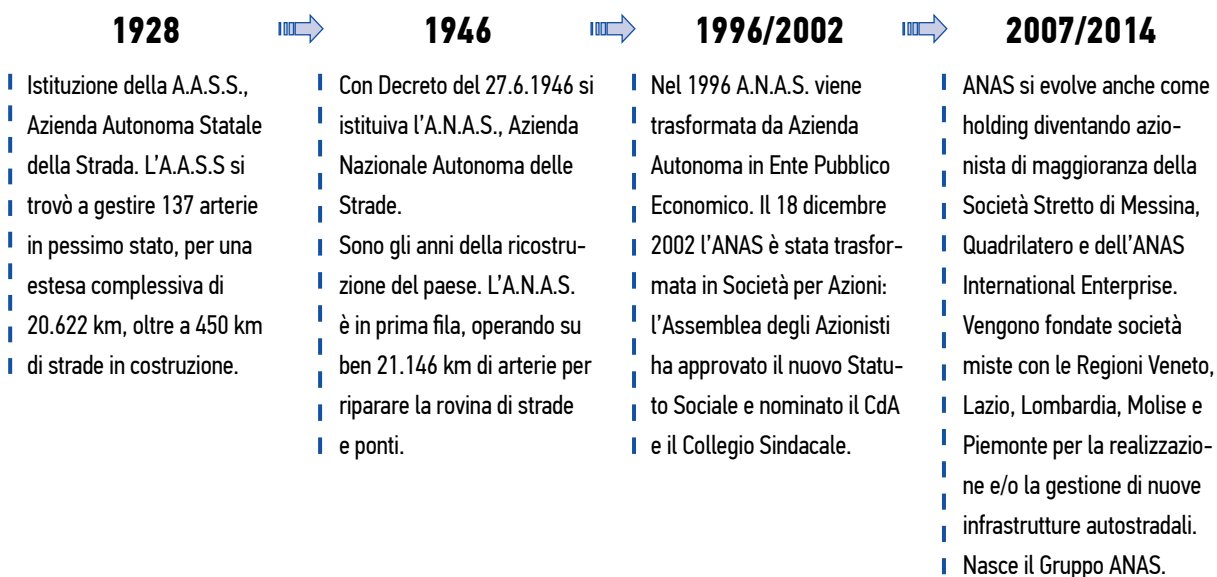 1928
Istituzione della A.A.S.S.,
Azienda Autonoma Statale
della Strada. L'A.A.S.S si
trovò a gestire 137 arterie
in pessimo stato, per una
estesa complessiva di
20.622 km, oltre a 450 km
di strade in costruzione.
1946
Con Decreto del 27.6.1946 si
istituiva l'A.N.A.S., Azienda
Nazionale Autonoma delle
Strade.
Sono gli anni della ricostru-
zione del paese. L'A.N.A.S.
è in prima fila, operando su
ben 21.146 km di arterie per
riparare la rovina di strade
e ponti.
1996/2002
Nel 1996 A.N.A.S. viene
trasformata da Azienda
Autonoma in Ente Pubblico
Economico. Il 18 dicembre
2002 l'ANAS è stata trasfor-
mata in Società per Azioni:
l'Assemblea degli Azionisti
ha approvato il nuovo Statu-
to Sociale e nominato il CdA
e il Collegio Sindacale.
2007/2014
ANAS si evolve anche come
holding diventando azio-
nista di maggioranza della
Società Stretto di Messina,
Quadrilatero e dell'ANAS
International Enterprise.
Vengono fondate società
miste con le Regioni Veneto,
Lazio, Lombardia, Molise e
Piemonte per la realizzazio-
ne e/o la gestione di nuove
infrastrutture autostradali.
Nasce il Gruppo ANAS.